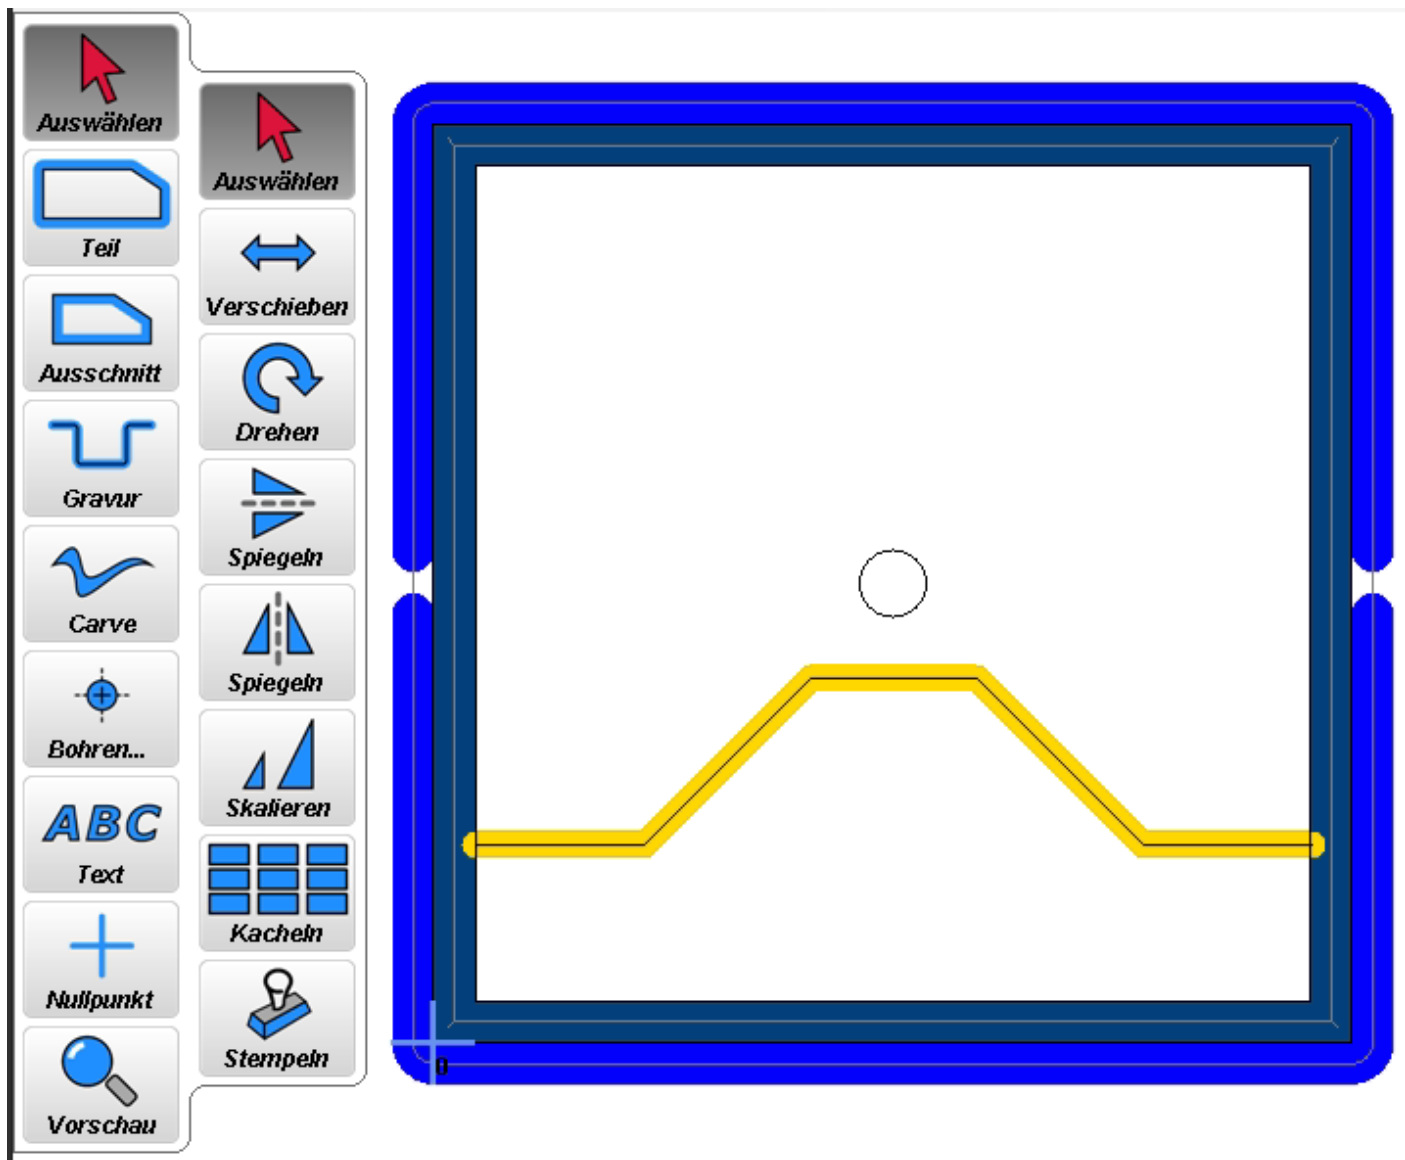 Auswählen
Teil
Ausschnitt
Gravur
Carve
Bohren...
ABC
Text
Nullpunkt
Vorschau
Auswählen
Verschieben
Drehen
Spiegeln
Spiegeln
Skalieren
Kacheln
Stempeln
0